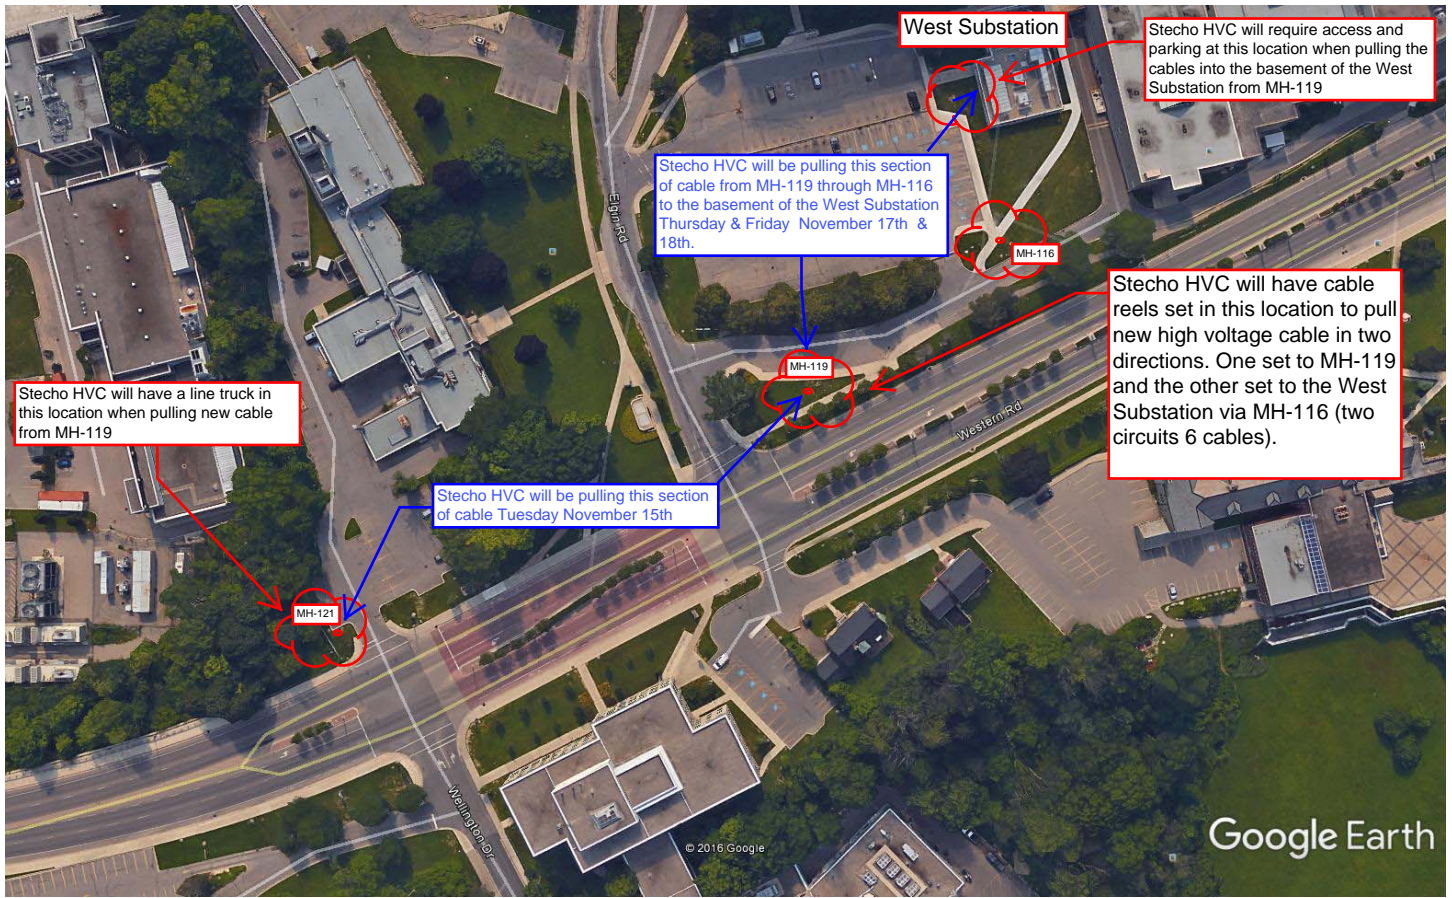 West Substation
Stecho HVC will require access and
parking at this location when pulling the
cables into the basement of the West
Substation from MH-119
Stecho HVC will be pulling this section
of cable from MH-119 through MH-116
to the basement of the West Substation
Thursday & Friday November 17th &
18th.
Elgin Rd
MH-116
Stecho HVC will have cable
reels set in this location to pull
new high voltage cable in two
directions. One set to MH-119
and the other set to the West
Substation via MH-116 (two
circuits 6 cables).
MH-119
Western Rd
Stecho HVC will have a line truck in
this location when pulling new cable
from MH-119
Stecho HVC will be pulling this section
of cable Tuesday November 15th
MH-121
Wellington Dr
© 2016 Google
Google Earth